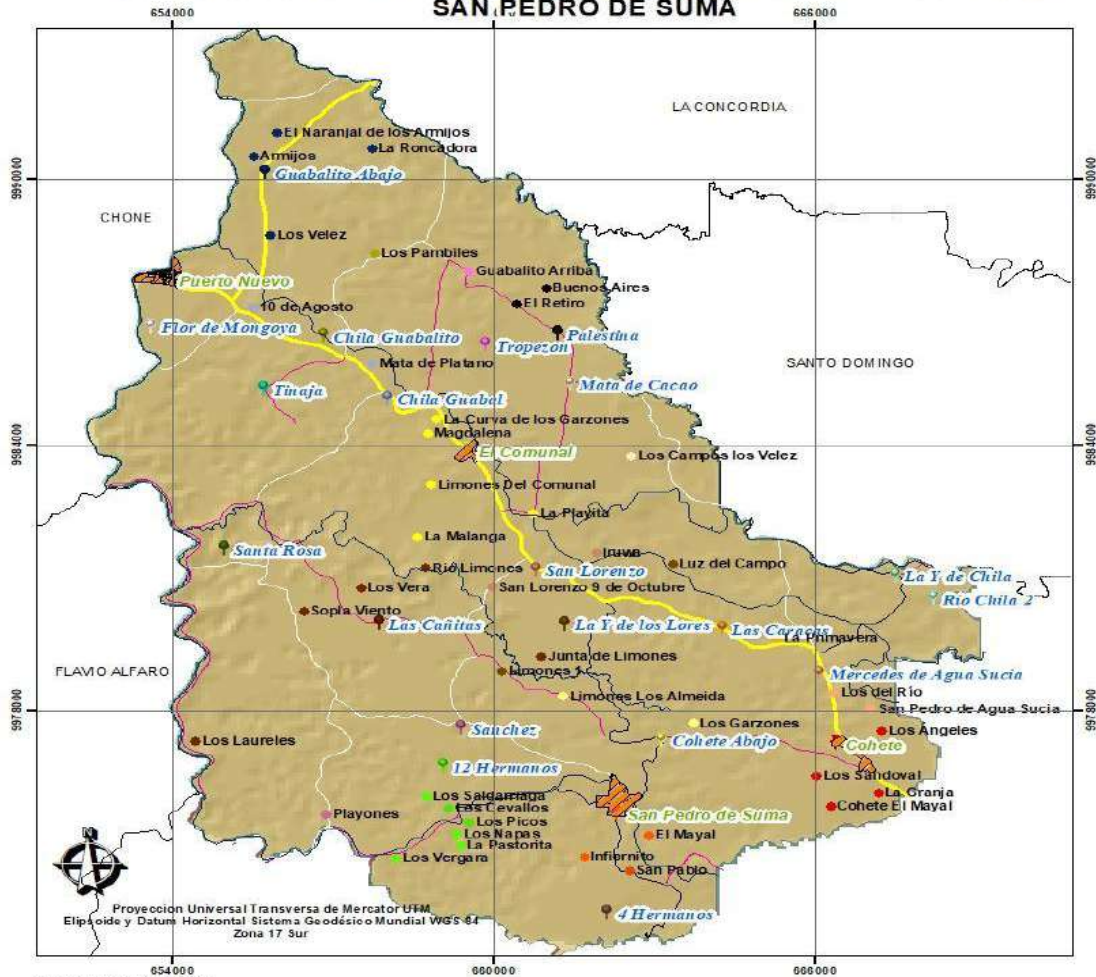 SAN PEDRO DE SUMA
654000
666000
LA CONCORDIA
El Naranjal de los Armijos
La Roncadora
Armijos
Guabalito Abajo
9990000
9990000
CHONE
Los Velez
Los Pambiles
Guabalito Arriba
Puerto Nuevo
Buenos Aires
El Retiro
10 de Agosto
Flor de Mongoya
Chila Guabalito
Palestina
Tropezon
Mata de Platano
SANTO DOMINGO
Tinaja
Mata de Cacao
Chila Guabal
La Curva de los Garzones
Magdalena
9984000
9984000
El Comunal
Los Campos los Velez
Limones Del Comunal
La Playita
La Malanga
Santa Rosa
Rio Limones
San Lorenzo
Luz del Campo
La Y de Chila
Los Vera
San Lorenzo 9 de Octubre
Rio Chila 2
Sopla Viento
Las Cañitas
La Y de los Lores
Las Caracas
La Primavera
Junta de Limones
FLAVIO ALFARO
Limones 1
Mercedes de Agua Sucia
Limones Los Almeida
Los del Río
San Pedro de Agua Sucia
9978000
9978000
Sanchez
Los Garzones
Los Angeles
Los Laureles
Cohete Abajo
Cohete
12 Hermanos
Los Sandoval
Los Saldarriaga
La Granja
Los Cevallos
Cohete El Mayal
Playones
Los Picos
San Pedro de Suma
Los Napas
El Mayal
La Pastorita
N
Los Vergara
Infiernito
San Pablo
4 Hermanos
Proyeccion Universal Transversa de Mercator UTM
Elipsoide y Datum Horizontal Sistema Geodésico Mundial WGS 84
Zona 17 Sur
654000
660000
666000